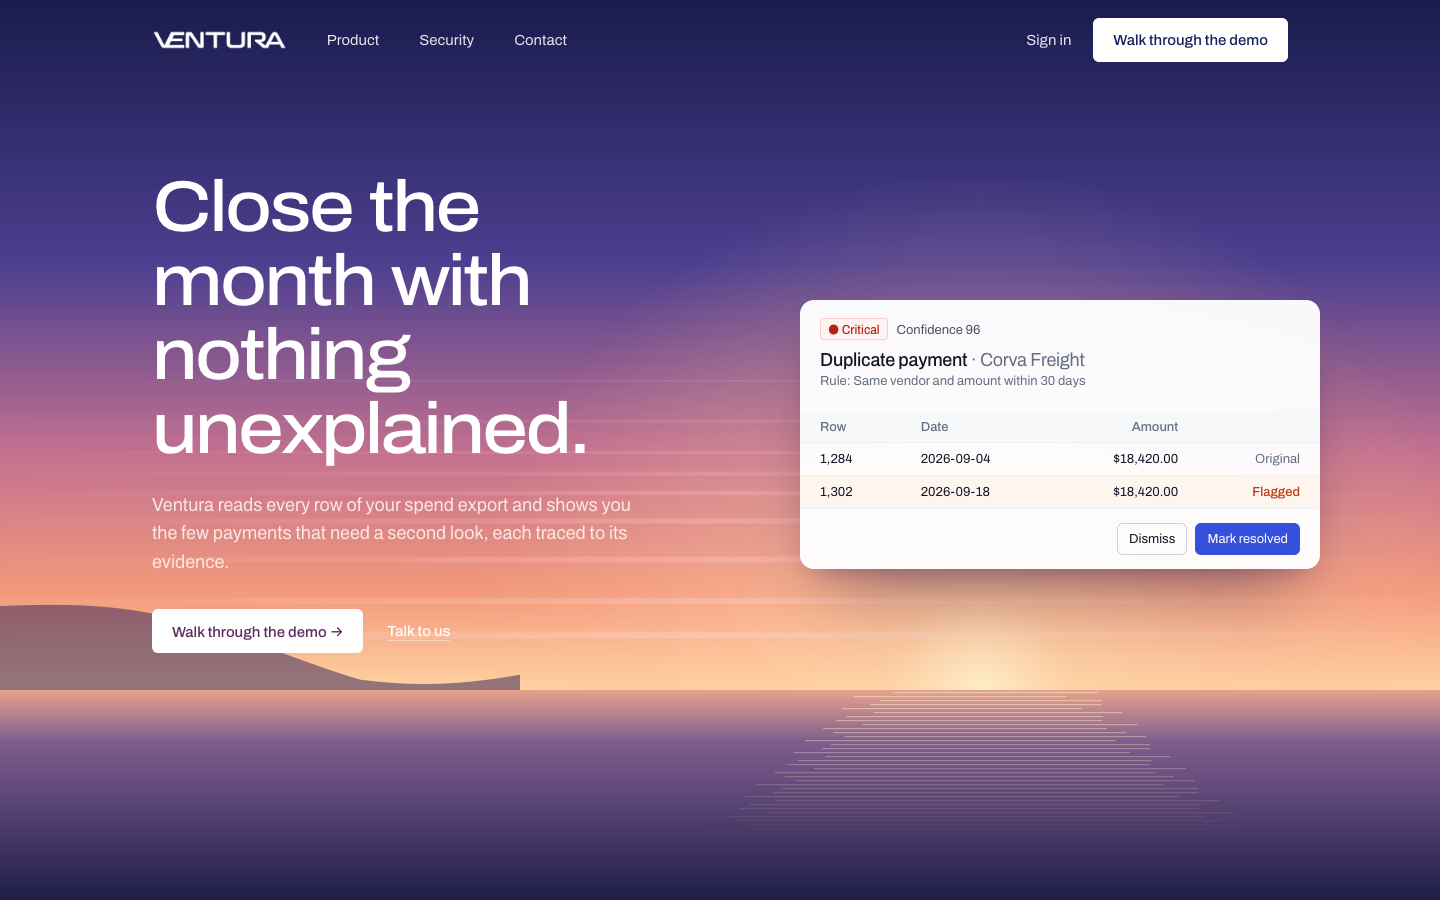 VENTURA Product Security Contact Sign in Walk through the demo
Close the
month with
nothing
unexplained.
Ventura reads every row of your spend export and shows you
the few payments that need a second look, each traced to its
evidence.
Walk through the demo → Talk to us
Critical Confidence 96
Duplicate payment · Corva Freight
Rule: Same vendor and amount within 30 days
Row Date Amount
1,284 2026-09-04 $18,420.00 Original
1,302 2026-09-18 $18,420.00 Flagged
Dismiss Mark resolved